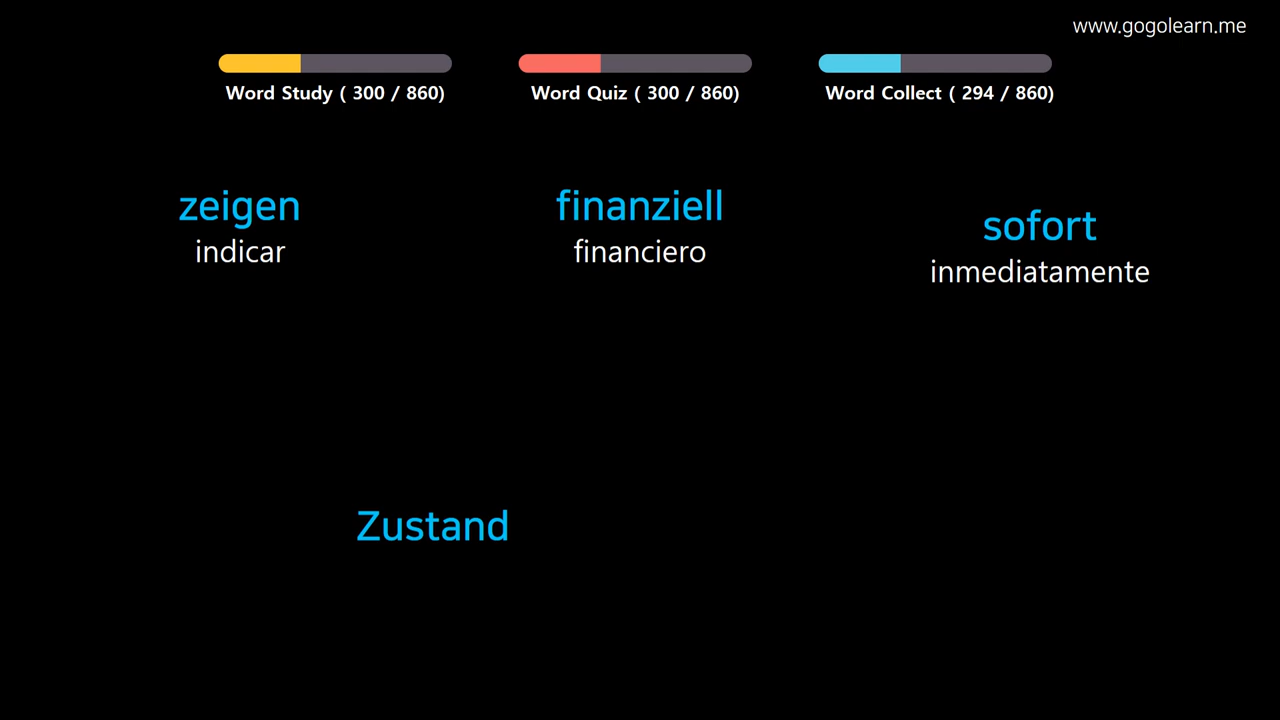 www.gogolearn.me
Word Study ( 300 / 860)
Word Quiz ( 300 / 860)
Word Collect ( 294 / 860)
zeigen
indicar
finanziell
financiero
sofort
inmediatamente
Zustand